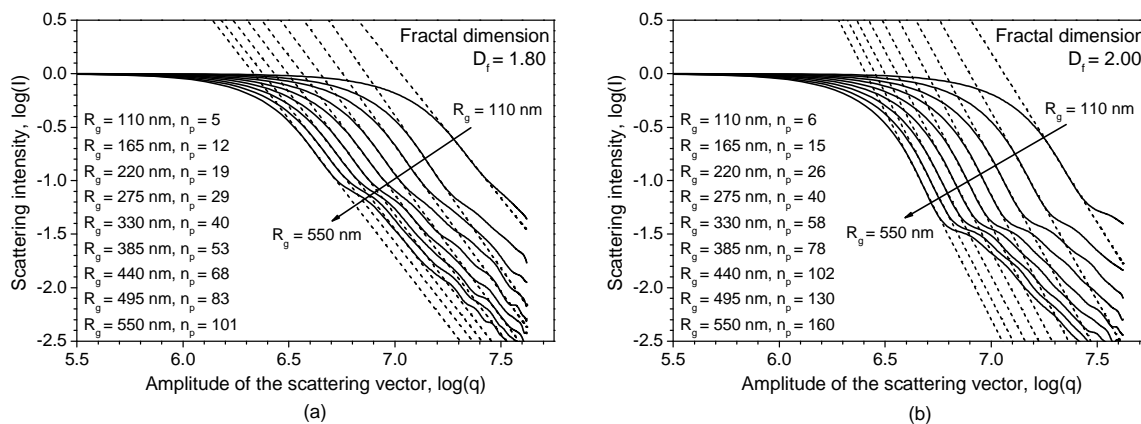 Fractal dimension
D_f = 1.80
R_g = 110 nm
R_g = 110 nm, n_p = 5
R_g = 165 nm, n_p = 12
R_g = 220 nm, n_p = 19
R_g = 275 nm, n_p = 29
R_g = 330 nm, n_p = 40
R_g = 385 nm, n_p = 53
R_g = 440 nm, n_p = 68
R_g = 495 nm, n_p = 83
R_g = 550 nm, n_p = 101
R_g = 550 nm
Scattering intensity, log(I)
0.5
0.0
-0.5
-1.0
-1.5
-2.0
-2.5
5.5 6.0 6.5 7.0 7.5
Amplitude of the scattering vector, log(q)
(a)
Fractal dimension
D_f = 2.00
R_g = 110 nm
R_g = 110 nm, n_p = 6
R_g = 165 nm, n_p = 15
R_g = 220 nm, n_p = 26
R_g = 275 nm, n_p = 40
R_g = 330 nm, n_p = 58
R_g = 385 nm, n_p = 78
R_g = 440 nm, n_p = 102
R_g = 495 nm, n_p = 130
R_g = 550 nm, n_p = 160
R_g = 550 nm
Scattering intensity, log(I)
0.5
0.0
-0.5
-1.0
-1.5
-2.0
-2.5
5.5 6.0 6.5 7.0 7.5
Amplitude of the scattering vector, log(q)
(b)